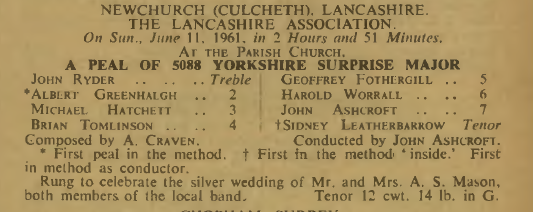 NEWCHURCH (CULCHETH), LANCASHIRE.
THE LANCASHIRE ASSOCIATION.
On Sun., June 11, 1961, in 2 Hours and 51 Minutes,
AT THE PARISH CHURCH,
A PEAL OF 5088 YORKSHIRE SURPRISE MAJOR
JOHN RYDER .. .. .. Treble | GEOFFREY FOTHERGILL .. 5
*ALBERT GREENHALGH .. 2 | HAROLD WORRALL .. .. 6
MICHAEL HATCHETT .. 3 | JOHN ASHCROFT .. .. 7
BRIAN TOMLINSON .. .. 4 | †SIDNEY LEATHERBARROW Tenor
Composed by A. CRAVEN. Conducted by JOHN ASHCROFT.
* First peal in the method. † First in the method 'inside.' First
in method as conductor.
Rung to celebrate the silver wedding of Mr. and Mrs. A. S. Mason,
both members of the local band. Tenor 12 cwt. 14 lb. in G.